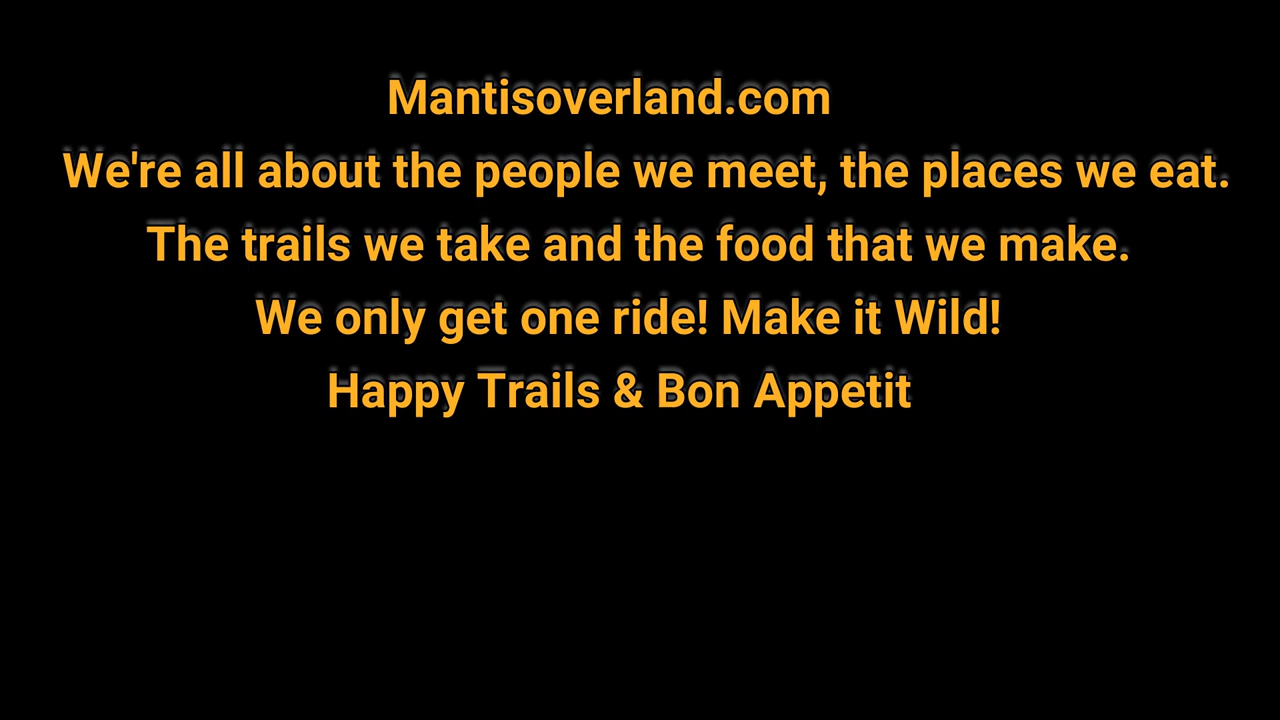 Mantisoverland.com
We're all about the people we meet, the places we eat.
The trails we take and the food that we make.
We only get one ride! Make it Wild!
Happy Trails & Bon Appetit